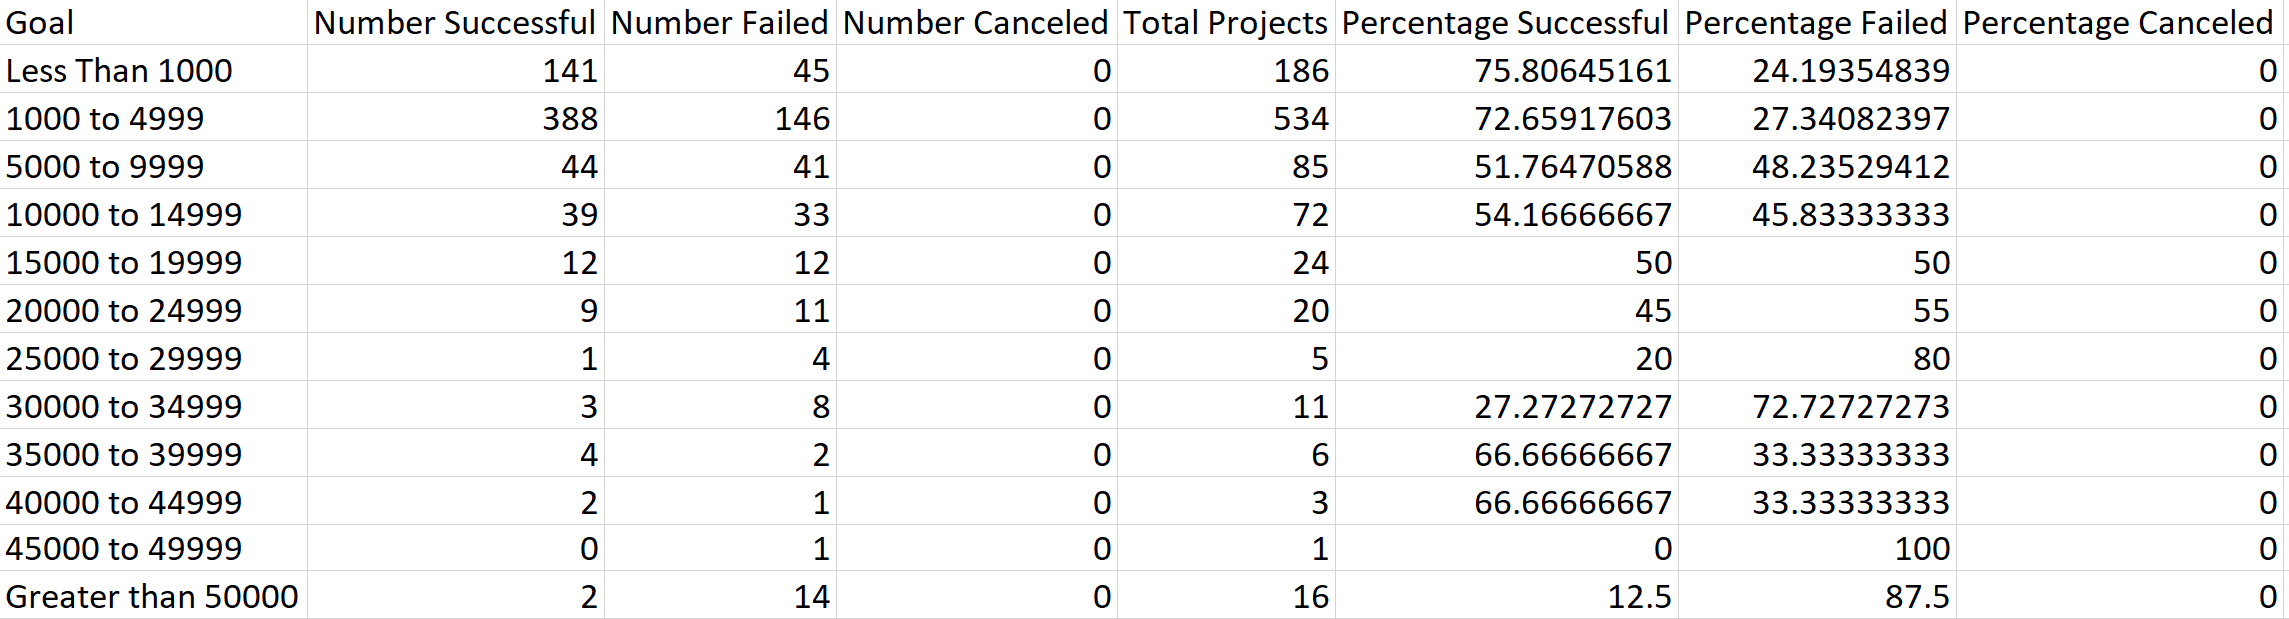 Goal Number Successful Number Failed Number Canceled Total Projects Percentage Successful Percentage Failed Percentage Canceled
Less Than 1000 141 45 0 186 75.80645161 24.19354839 0
1000 to 4999 388 146 0 534 72.65917603 27.34082397 0
5000 to 9999 44 41 0 85 51.76470588 48.23529412 0
10000 to 14999 39 33 0 72 54.16666667 45.83333333 0
15000 to 19999 12 12 0 24 50 50 0
20000 to 24999 9 11 0 20 45 55 0
25000 to 29999 1 4 0 5 20 80 0
30000 to 34999 3 8 0 11 27.27272727 72.72727273 0
35000 to 39999 4 2 0 6 66.66666667 33.33333333 0
40000 to 44999 2 1 0 3 66.66666667 33.33333333 0
45000 to 49999 0 1 0 1 0 100 0
Greater than 50000 2 14 0 16 12.5 87.5 0